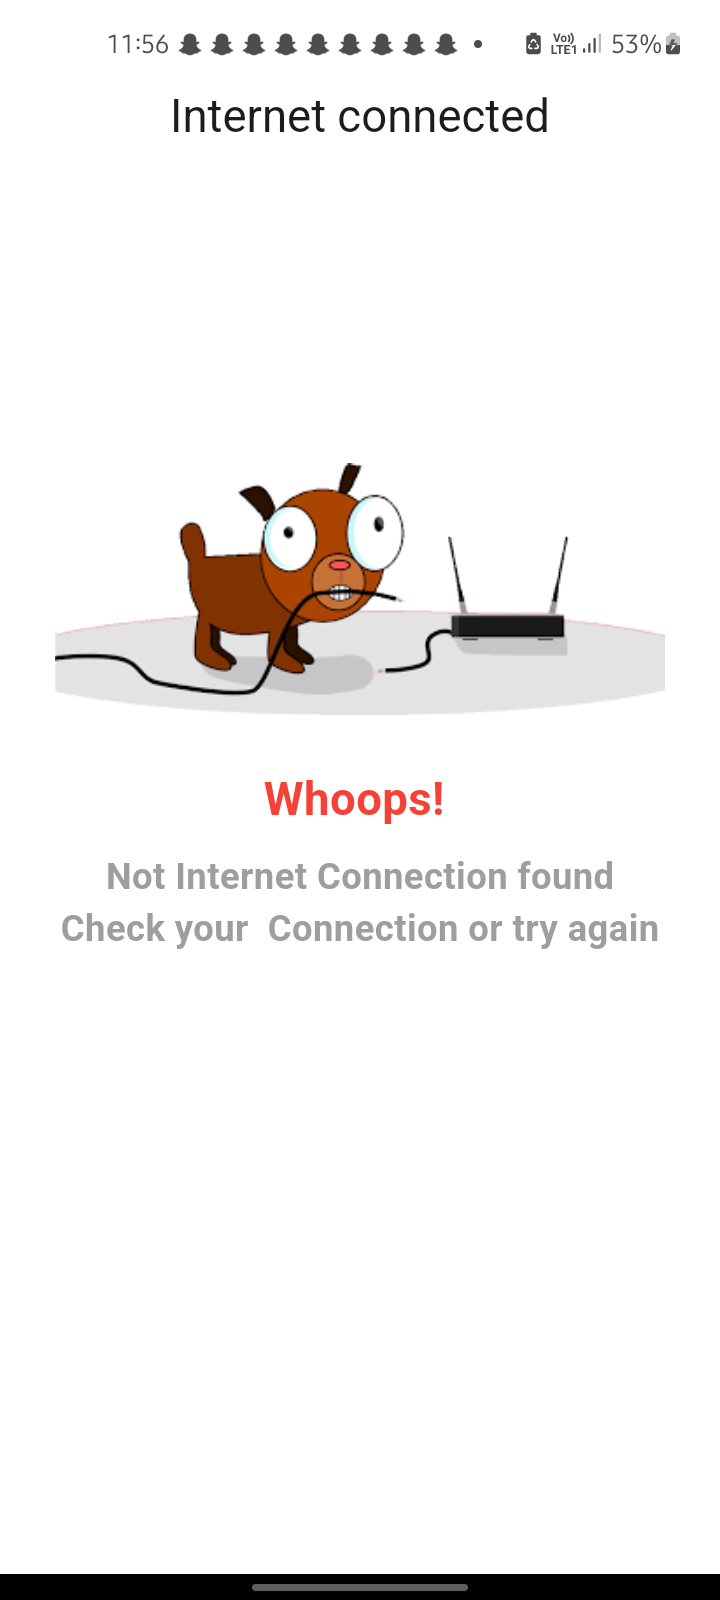 11:56 Vo)) LTE1 53%
Internet connected
Whoops!
Not Internet Connection found
Check your  Connection or try again